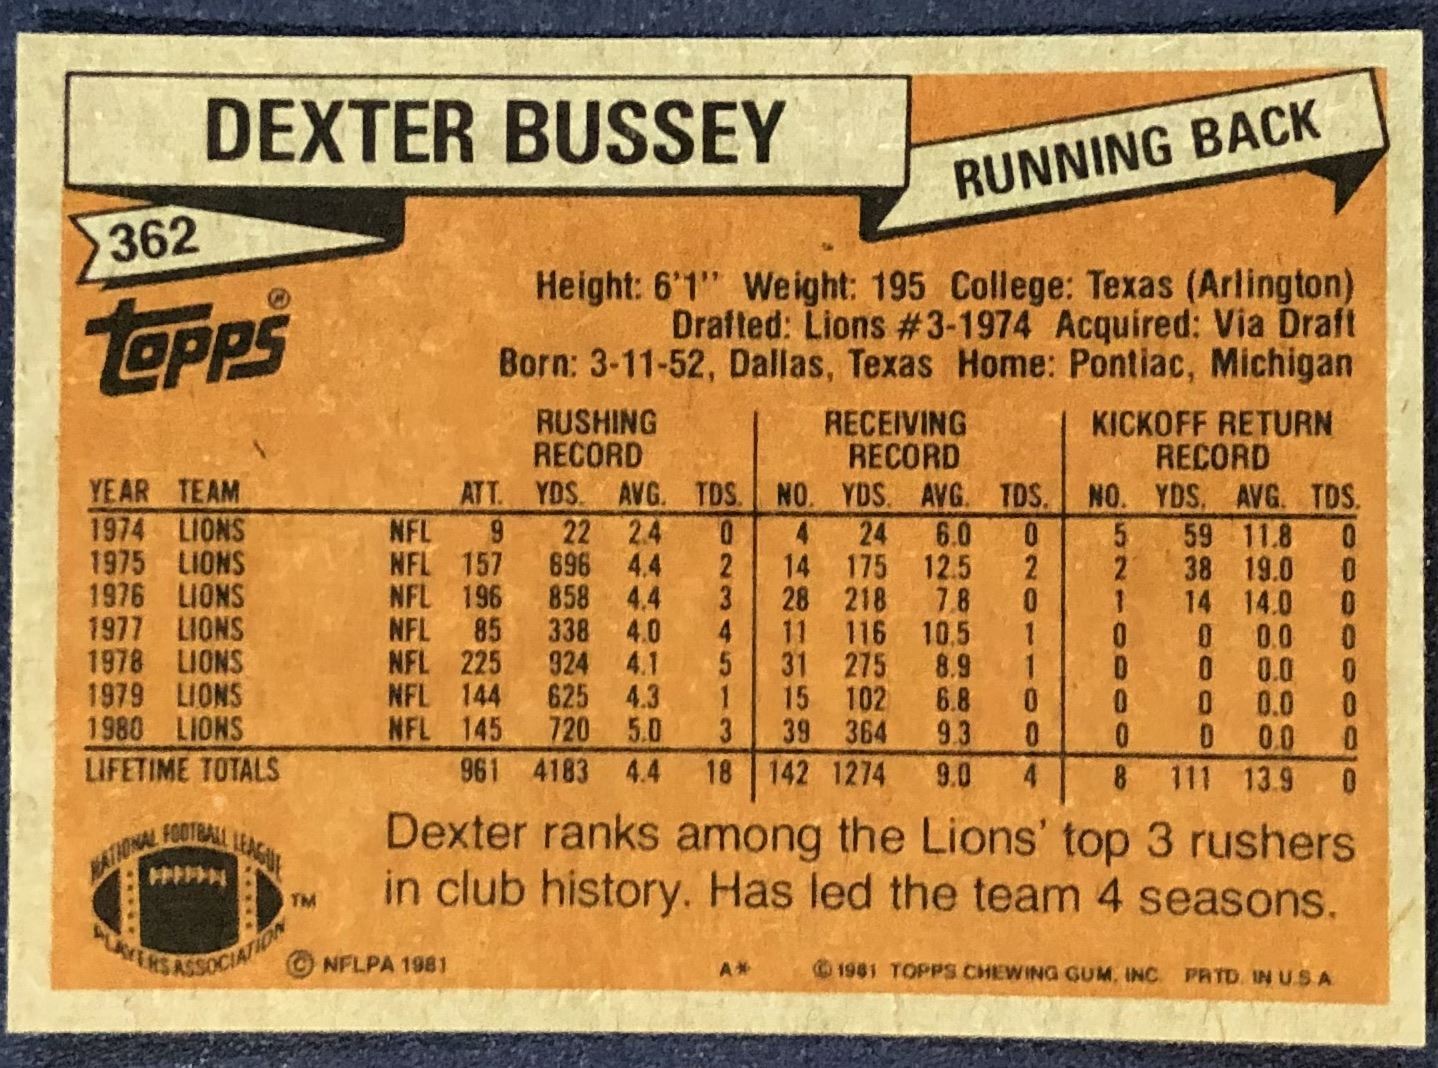 DEXTER BUSSEY
RUNNING BACK
362
TOPPS®
Height: 6'1" Weight: 195 College: Texas (Arlington)
Drafted: Lions #3-1974 Acquired: Via Draft
Born: 3-11-52, Dallas, Texas Home: Pontiac, Michigan
RUSHING RECORD RECEIVING RECORD KICKOFF RETURN RECORD
YEAR TEAM ATT. YDS. AVG. TDS. NO. YDS. AVG. TDS. NO. YDS. AVG. TDS.
1974 LIONS NFL 9 22 2.4 0 4 24 6.0 0 5 59 11.8 0
1975 LIONS NFL 157 696 4.4 2 14 175 12.5 2 2 38 19.0 0
1976 LIONS NFL 196 858 4.4 3 28 218 7.8 0 1 14 14.0 0
1977 LIONS NFL 85 338 4.0 4 11 116 10.5 1 0 0 0.0 0
1978 LIONS NFL 225 924 4.1 5 31 275 8.9 1 0 0 0.0 0
1979 LIONS NFL 144 625 4.3 1 15 102 6.8 0 0 0 0.0 0
1980 LIONS NFL 145 720 5.0 3 39 364 9.3 0 0 0 0.0 0
LIFETIME TOTALS 961 4183 4.4 18 142 1274 9.0 4 8 111 13.9 0
Dexter ranks among the Lions' top 3 rushers
in club history. Has led the team 4 seasons.
NATIONAL FOOTBALL LEAGUE
PLAYERS ASSOCIATION
TM
© NFLPA 1981 A* © 1981 TOPPS CHEWING GUM, INC. PRTD. IN U.S.A.